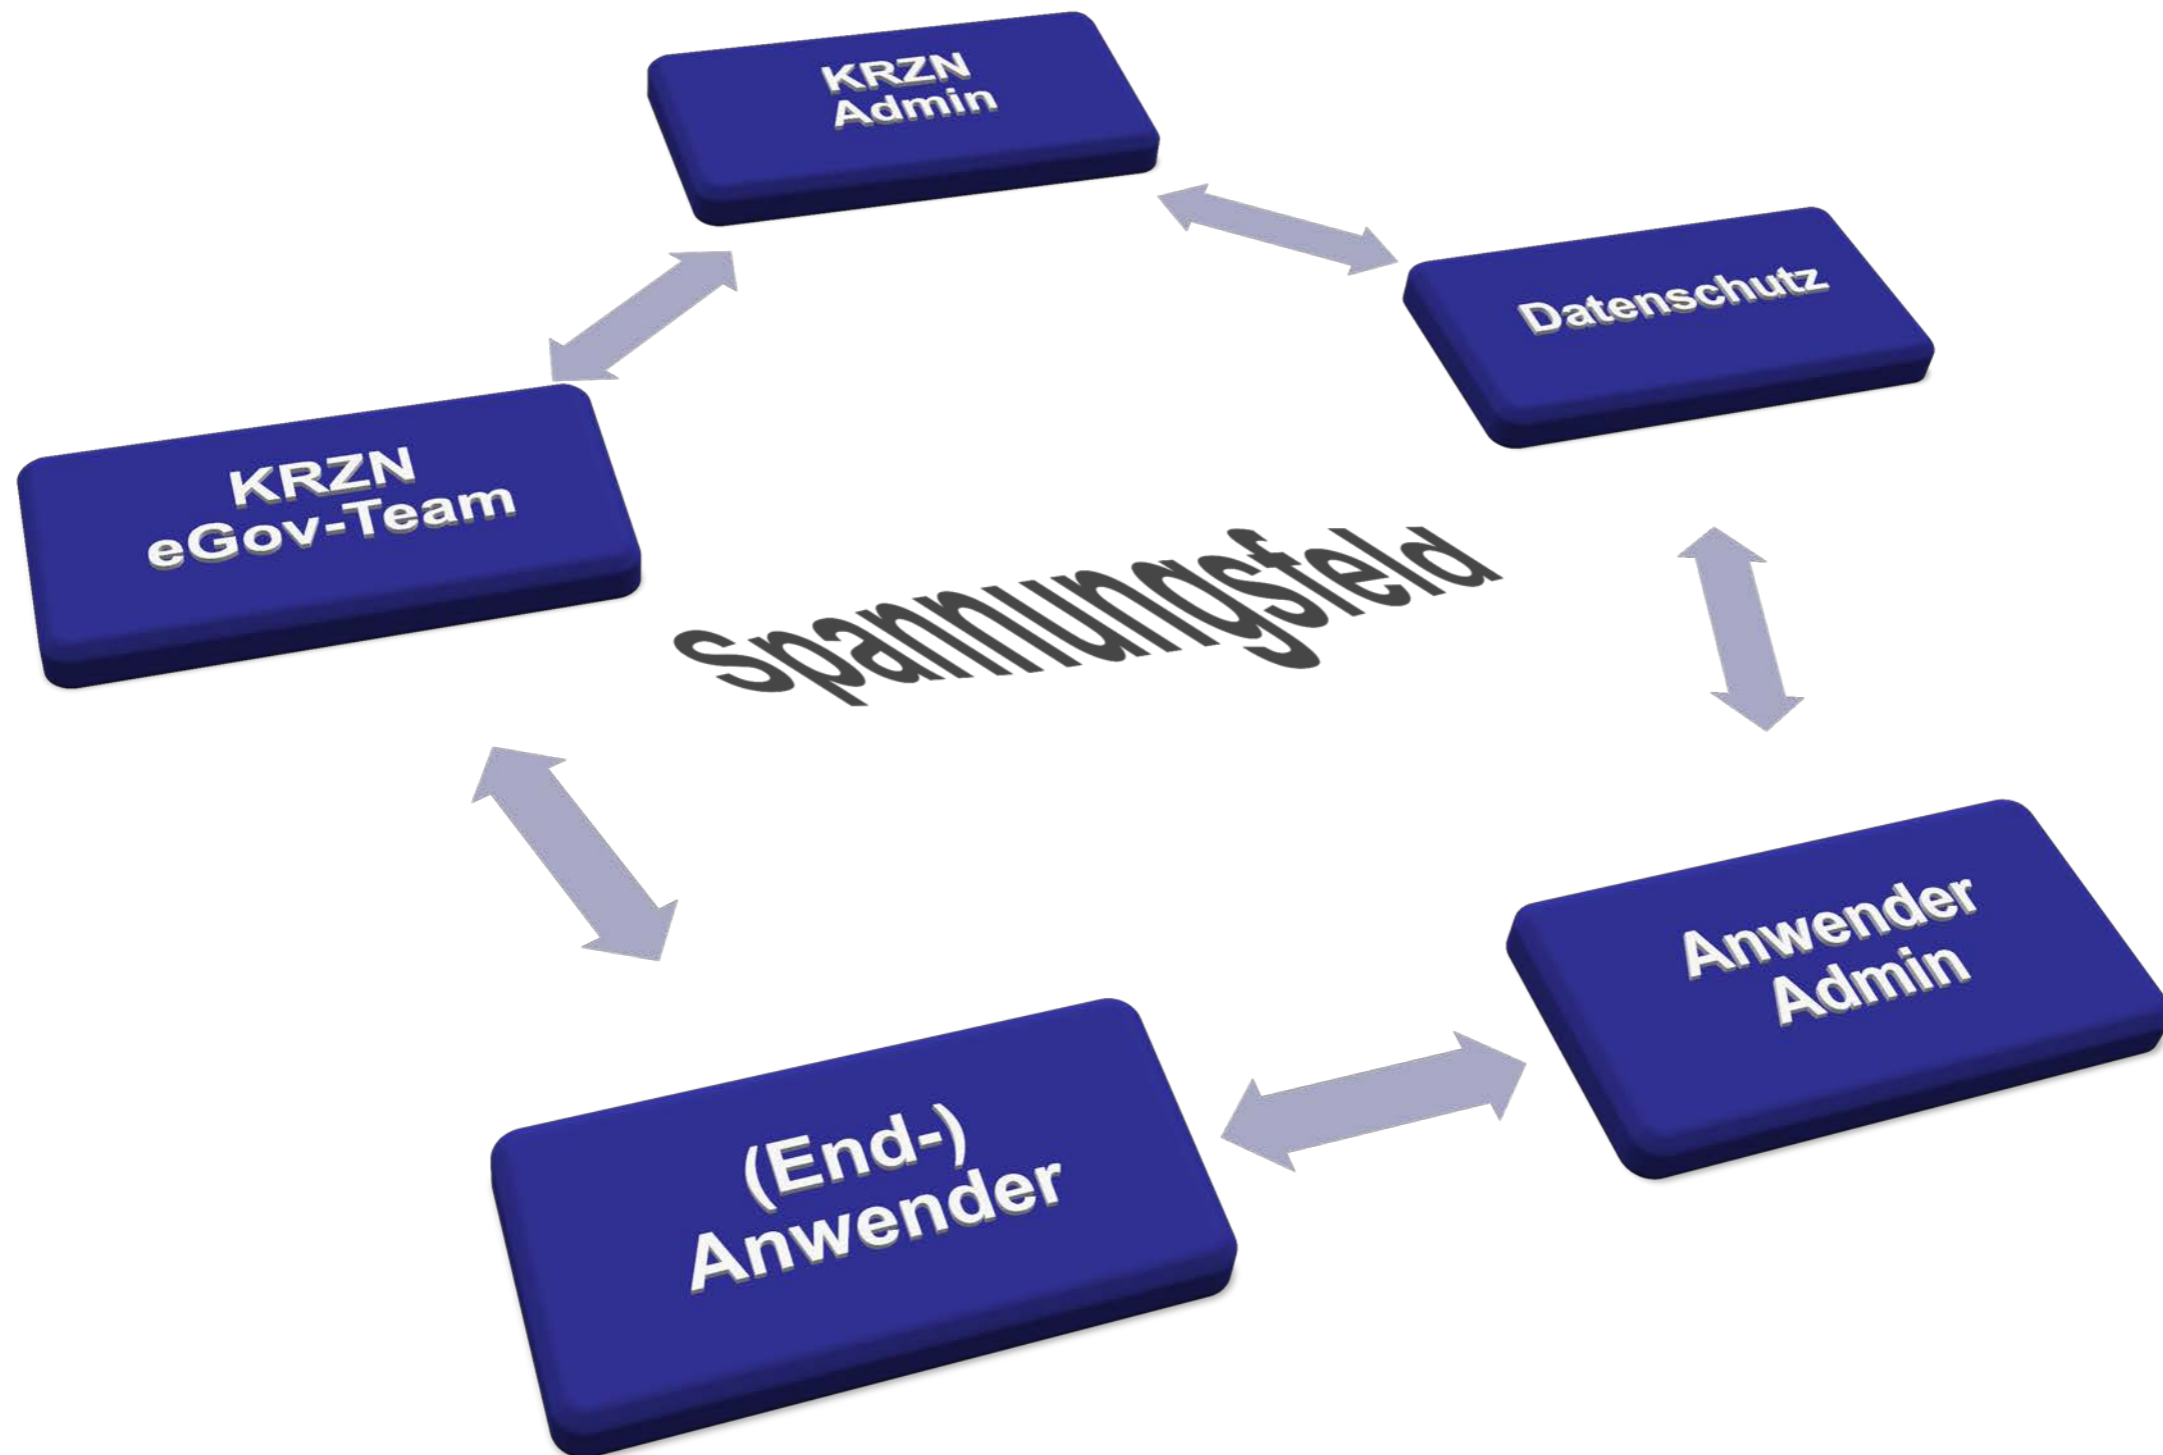 KRZN
Admin
Datenschutz
KRZN
eGov-Team
Spannungsfeld
Anwender
Admin
(End-)
Anwender